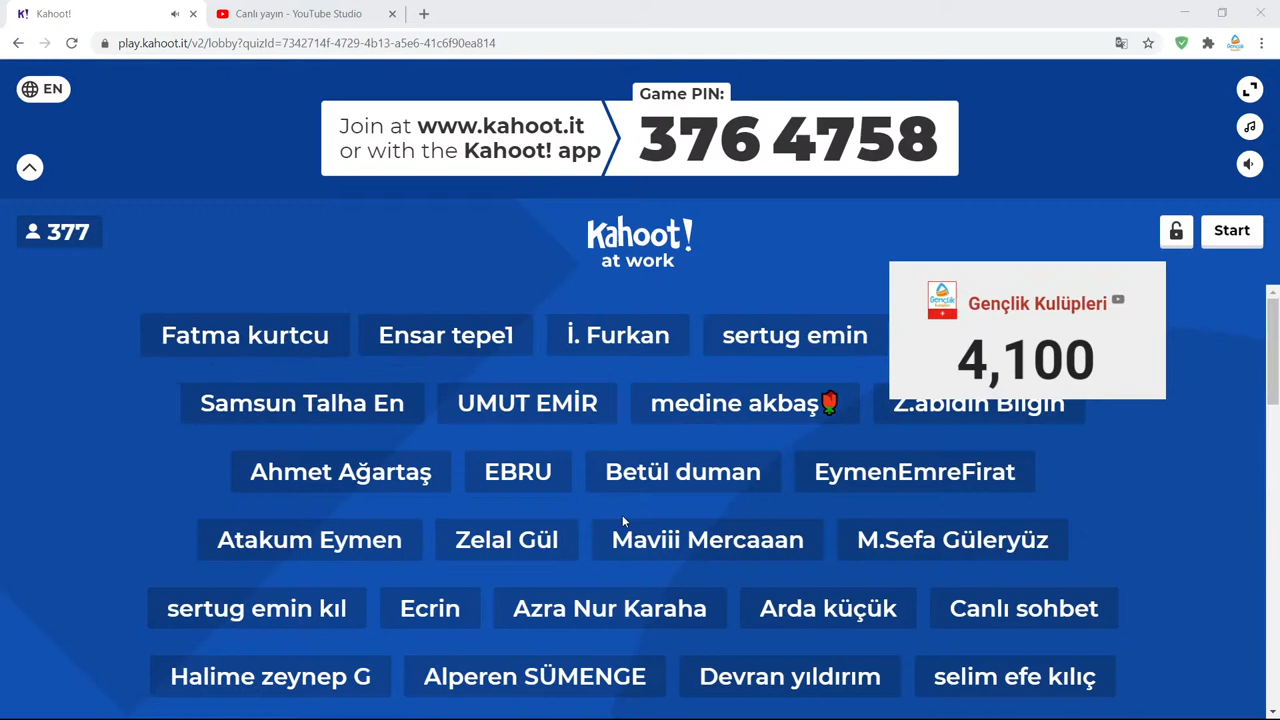 Kahoot!
Canlı yayın - YouTube Studio
play.kahoot.it/v2/lobby?quizId=7342714f-4729-4b13-a5e6-41c6f90ea814
EN
Game PIN:
Join at www.kahoot.it
or with the Kahoot! app
376 4758
377
Kahoot!
at work
Start
Gençlik Kulüpleri
4,100
Fatma kurtcu Ensar tepe1 İ. Furkan sertug emin
Samsun Talha En UMUT EMİR medine akbaş Z.abidin Bilgin
Ahmet Ağartaş EBRU Betül duman EymenEmreFirat
Atakum Eymen Zelal Gül Maviii Mercaaan M.Sefa Güleryüz
sertug emin kıl Ecrin Azra Nur Karaha Arda küçük Canlı sohbet
Halime zeynep G Alperen SÜMENGE Devran yıldırım selim efe kılıç